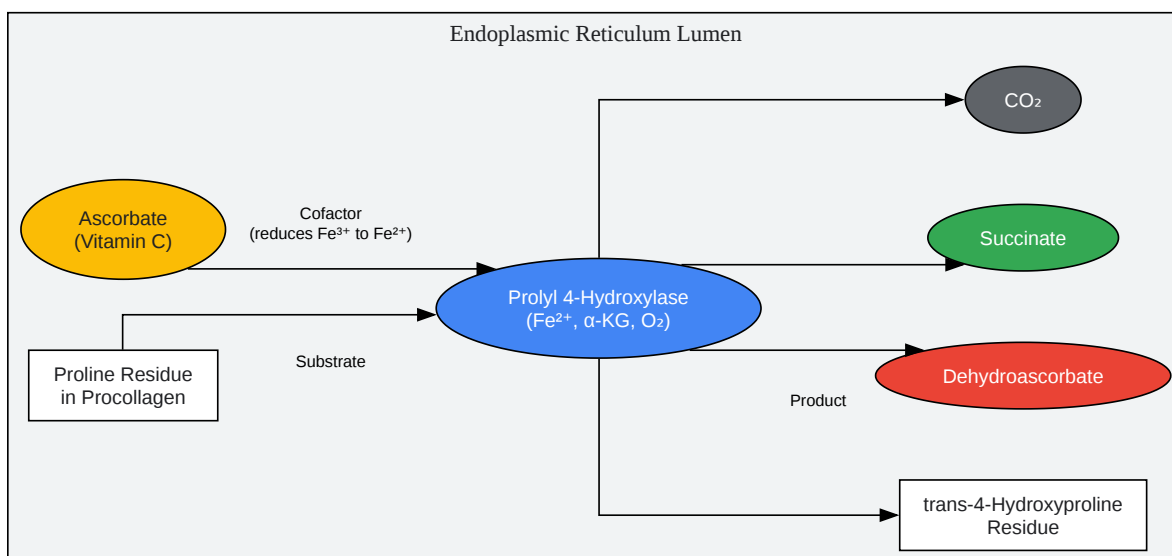 Endoplasmic Reticulum Lumen
CO₂
Ascorbate
(Vitamin C)
Cofactor
(reduces Fe³⁺ to Fe²⁺)
Succinate
Prolyl 4-Hydroxylase
(Fe²⁺, α-KG, O₂)
Proline Residue
in Procollagen
Substrate
Dehydroascorbate
Product
trans-4-Hydroxyproline
Residue